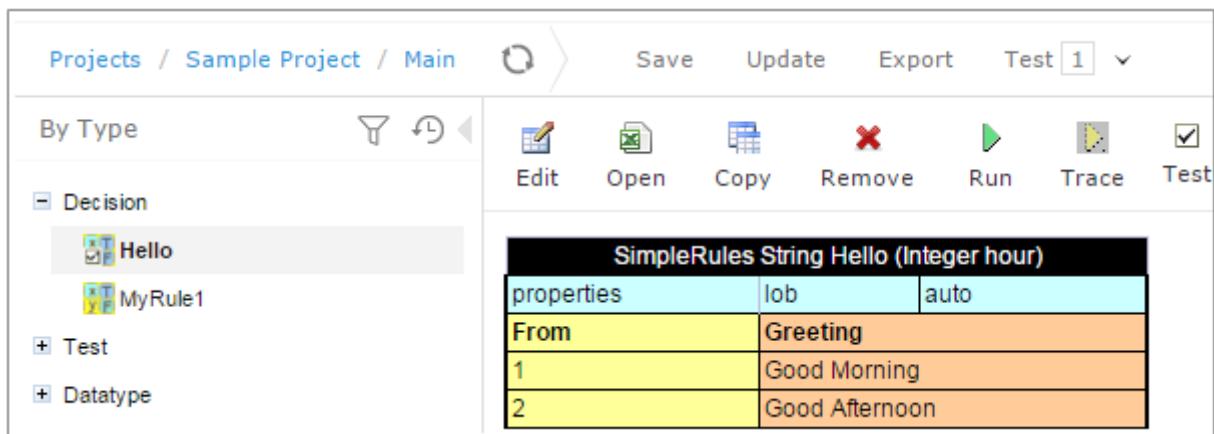 Projects / Sample Project / Main Save Update Export Test 1
By Type
Edit Open Copy Remove Run Trace Test
Decision
Hello
MyRule1
Test
Datatype
SimpleRules String Hello (Integer hour)
properties lob auto
From Greeting
1 Good Morning
2 Good Afternoon